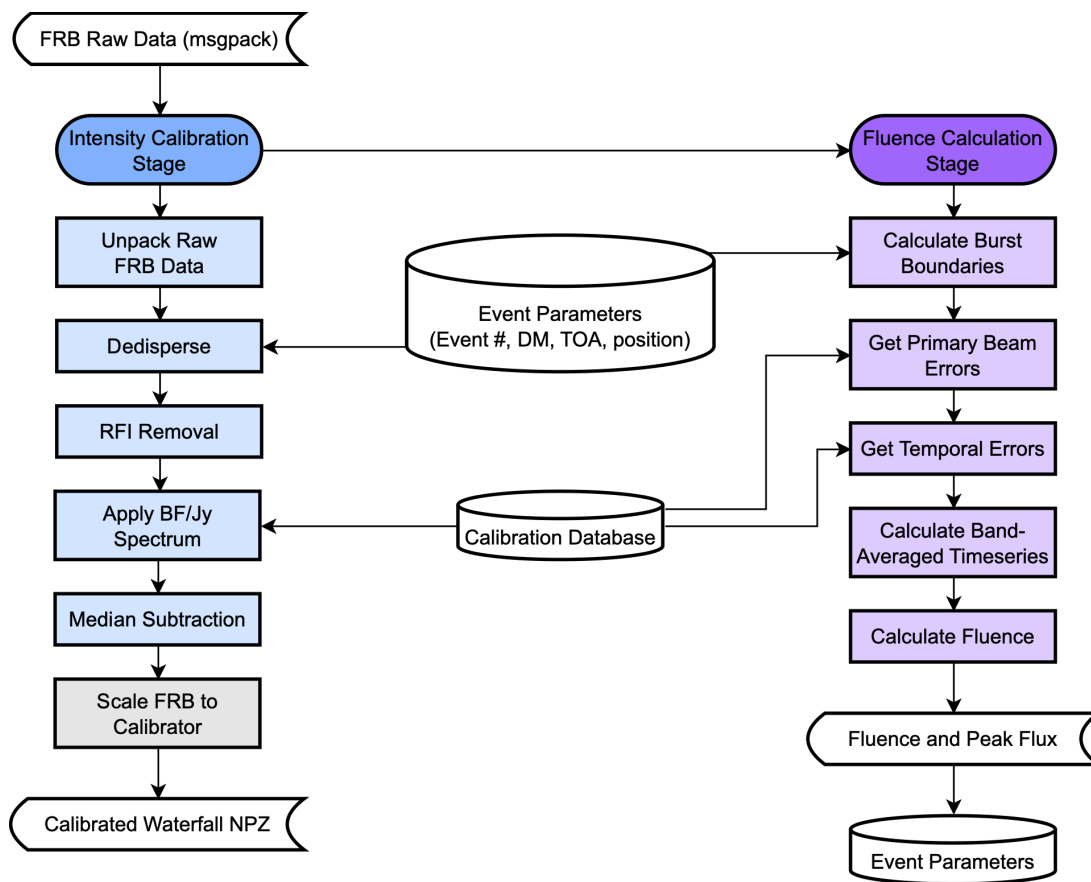 FRB Raw Data (msgpack)
Intensity Calibration
Stage
Unpack Raw
FRB Data
Dedisperse
RFI Removal
Apply BF/Jy
Spectrum
Median Subtraction
Scale FRB to
Calibrator
Calibrated Waterfall NPZ
Event Parameters
(Event #, DM, TOA, position)
Calibration Database
Fluence Calculation
Stage
Calculate Burst
Boundaries
Get Primary Beam
Errors
Get Temporal Errors
Calculate Band-
Averaged Timeseries
Calculate Fluence
Fluence and Peak Flux
Event Parameters